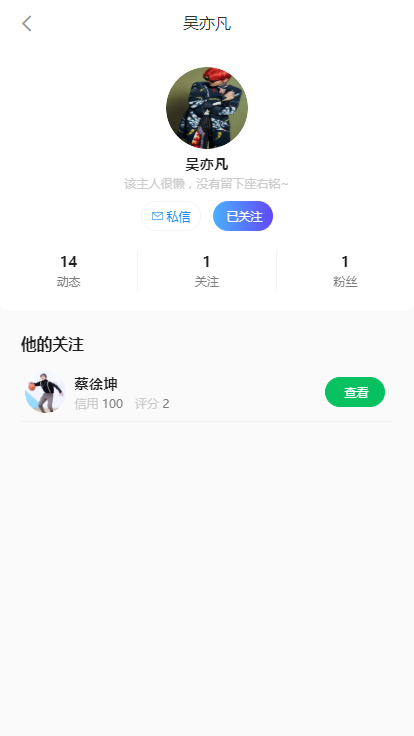 吴亦凡
吴亦凡
该主人很懒，没有留下座右铭~
私信 已关注
14 1 1
动态 关注 粉丝
他的关注
蔡徐坤
信用 100 评分 2
查看